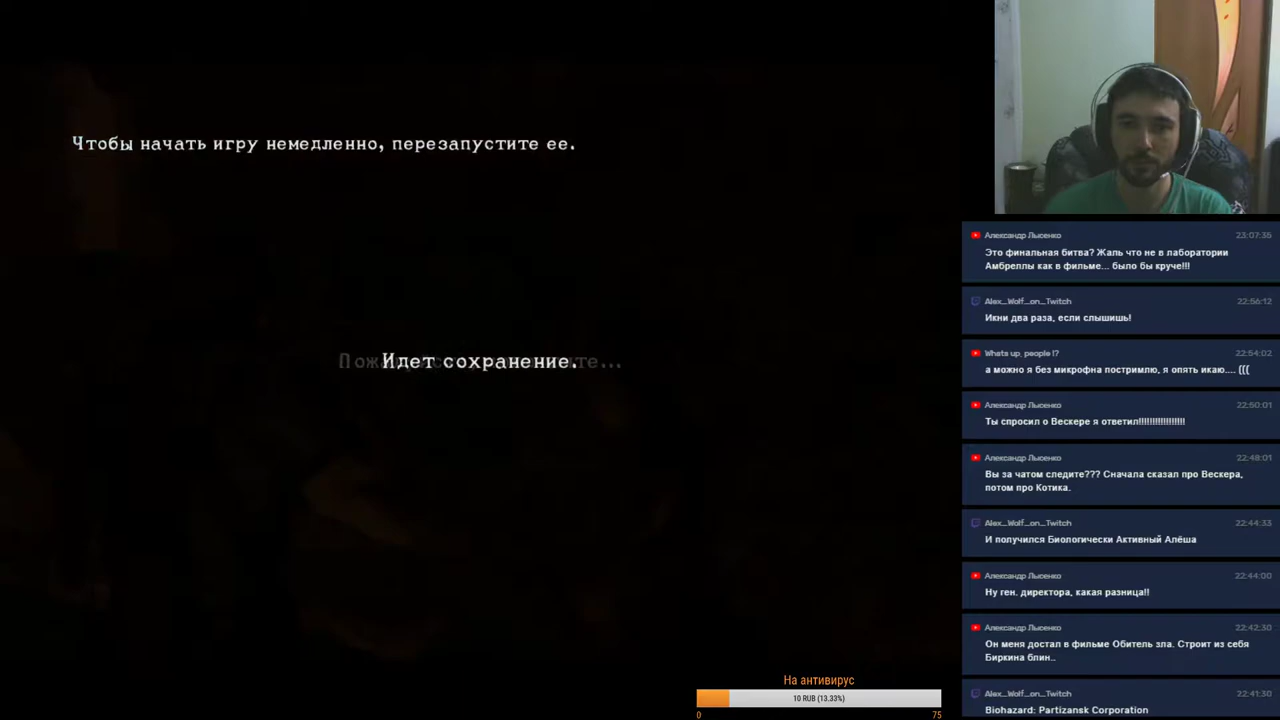 Чтобы начать игру немедленно, перезапустите ее.
Идет сохранение.
Александр Лысенко 23:07:35
Это финальная битва? Жаль что не в лаборатории
Амбреллы как в фильме... было бы круче!!!
Alex_Wolf_on_Twitch 22:56:12
Икни два раза, если слышишь!
Whats up, people !? 22:54:02
а можно я без микрофна постримлю, я опять икаю.... (((
Александр Лысенко 22:50:01
Ты спросил о Вескере я ответил!!!!!!!!!!!!!!!!!
Александр Лысенко 22:48:01
Вы за чатом следите??? Сначала сказал про Вескера,
потом про Котика.
Alex_Wolf_on_Twitch 22:44:33
И получился Биологически Активный Алёша
Александр Лысенко 22:44:00
Ну ген. директора, какая разница!!
Александр Лысенко 22:42:30
Он меня достал в фильме Обитель зла. Строит из себя
Биркина блин..
Alex_Wolf_on_Twitch 22:41:30
Biohazard: Partizansk Corporation
На антивирус
10 RUB (13.33%)
0 75